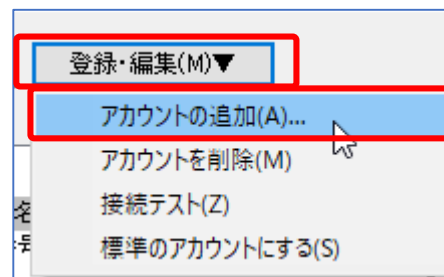 登録・編集(M)▼
アカウントの追加(A)...
アカウントを削除(M)
接続テスト(Z)
標準のアカウントにする(S)
名